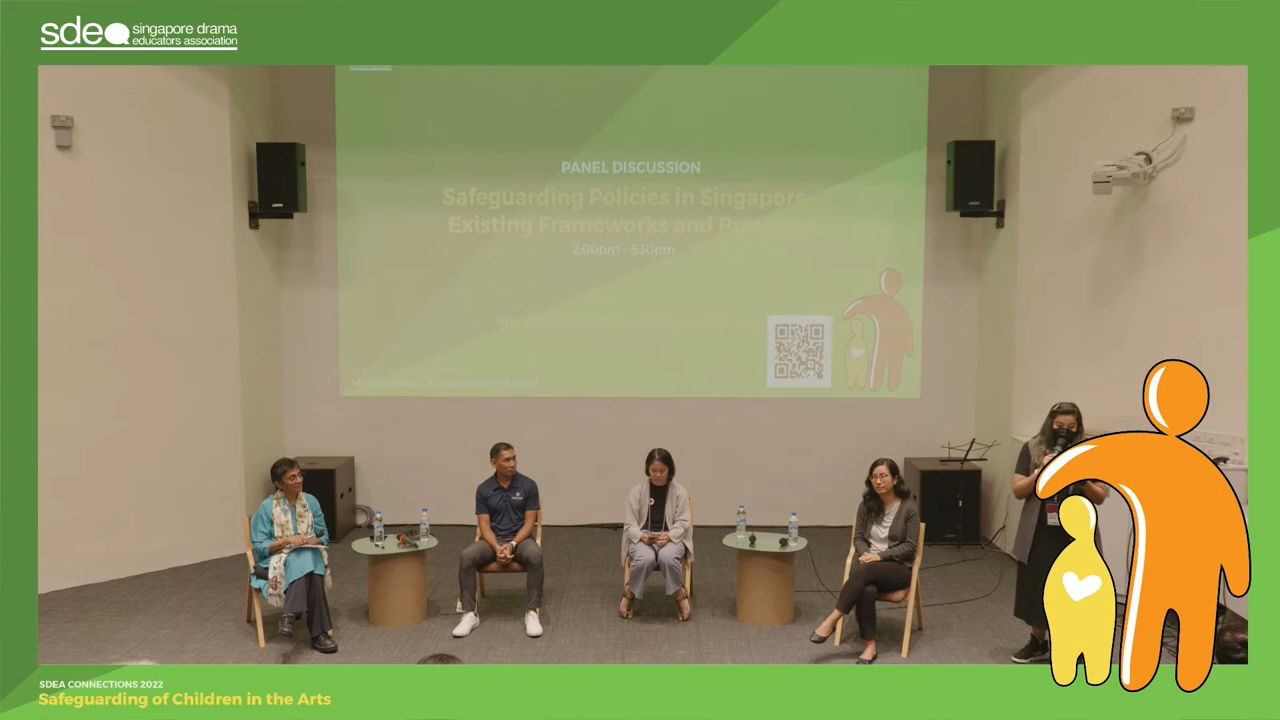 sdea singapore drama
educators association
PANEL DISCUSSION
Safeguarding Policies in Singapore
Existing Frameworks and
2:00pm - 3:30pm
SDEA CONNECTIONS 2022
Safeguarding of Children in the Arts